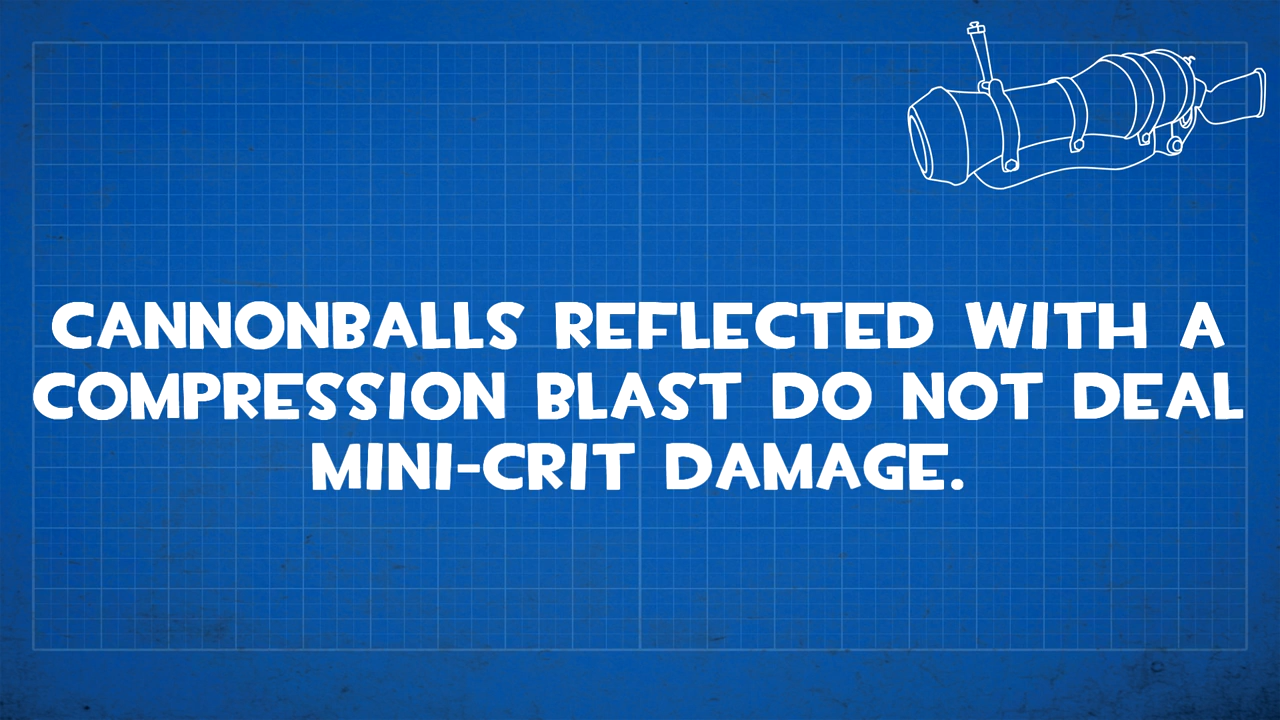 CANNONBALLS REFLECTED WITH A
COMPRESSION BLAST DO NOT DEAL
MINI-CRIT DAMAGE.